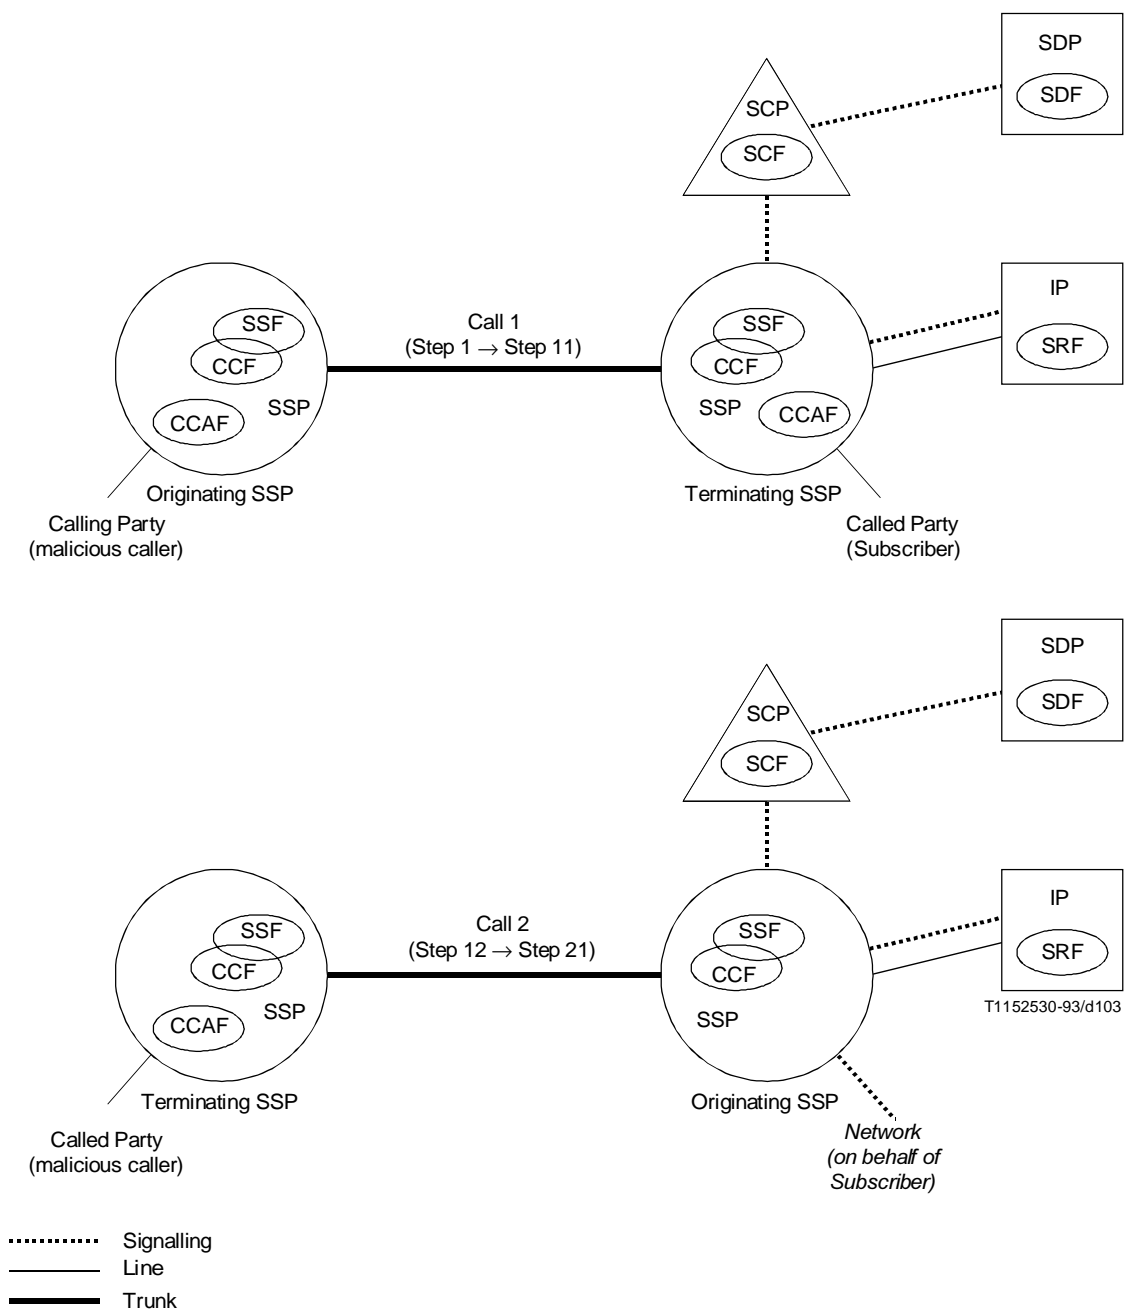 SDP
SDF
SCP
SCF
IP
SRF
SSF
CCF
SSP
CCAF
Call 1
(Step 1 → Step 11)
SSF
CCF
SSP
CCAF
Originating SSP
Terminating SSP
Calling Party
(malicious caller)
Called Party
(Subscriber)
SDP
SDF
SCP
SCF
IP
SRF
T1152530-93/d103
SSF
CCF
SSP
CCAF
Call 2
(Step 12 → Step 21)
SSF
CCF
SSP
Terminating SSP
Originating SSP
Called Party
(malicious caller)
Network
(on behalf of
Subscriber)
Signalling
Line
Trunk